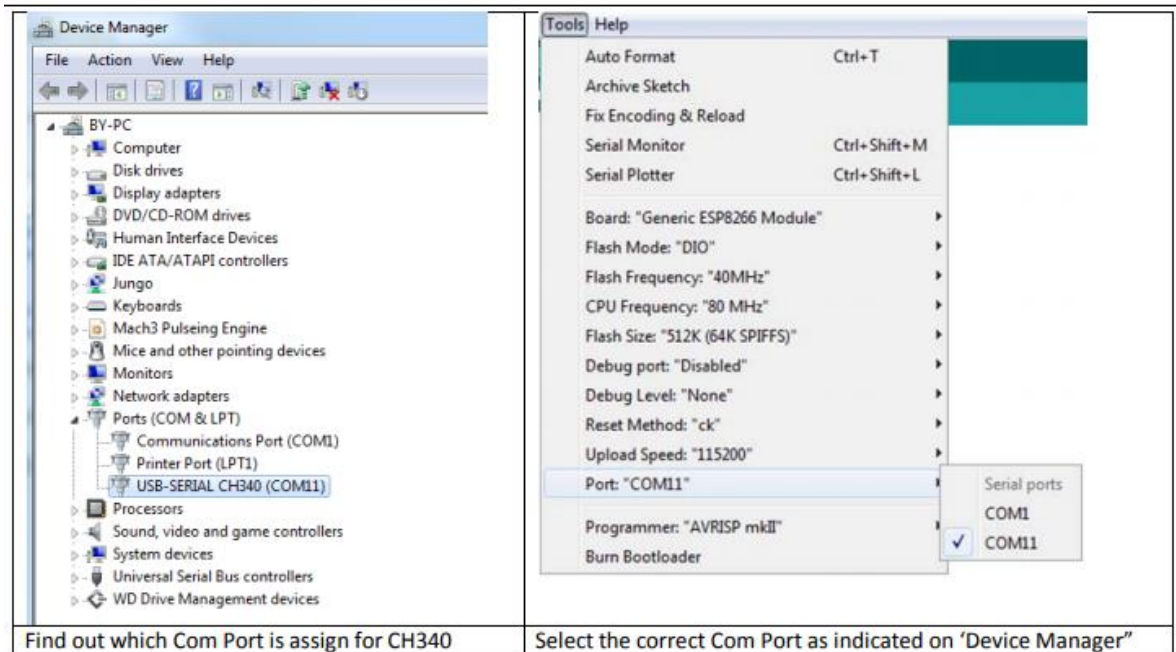 Device Manager
File Action View Help
BY-PC
Computer
Disk drives
Display adapters
DVD/CD-ROM drives
Human Interface Devices
IDE ATA/ATAPI controllers
Jungo
Keyboards
Mach3 Pulseing Engine
Mice and other pointing devices
Monitors
Network adapters
Ports (COM & LPT)
Communications Port (COM1)
Printer Port (LPT1)
USB-SERIAL CH340 (COM11)
Processors
Sound, video and game controllers
System devices
Universal Serial Bus controllers
WD Drive Management devices
Find out which Com Port is assign for CH340
Tools Help
Auto Format Ctrl+T
Archive Sketch
Fix Encoding & Reload
Serial Monitor Ctrl+Shift+M
Serial Plotter Ctrl+Shift+L
Board: "Generic ESP8266 Module"
Flash Mode: "DIO"
Flash Frequency: "40MHz"
CPU Frequency: "80 MHz"
Flash Size: "512K (64K SPIFFS)"
Debug port: "Disabled"
Debug Level: "None"
Reset Method: "ck"
Upload Speed: "115200"
Port: "COM11"
Serial ports
COM1
COM11
Programmer: "AVRISP mkII"
Burn Bootloader
Select the correct Com Port as indicated on ‘Device Manager”